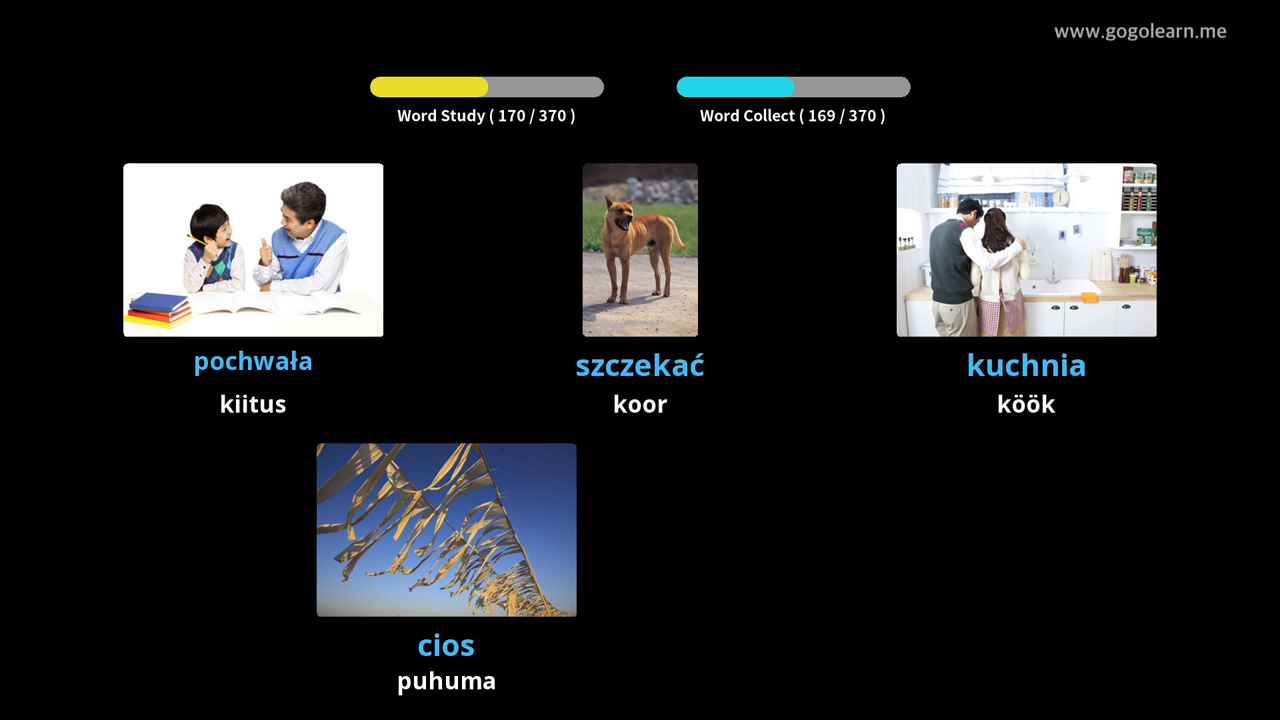 www.gogolearn.me
Word Study ( 170 / 370 )
Word Collect ( 169 / 370 )
pochwała
szczekać
kuchnia
kiitus
koor
köök
cios
puhuma